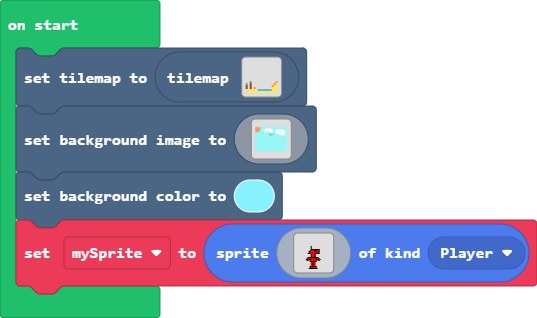 on start
set tilemap to tilemap
set background image to
set background color to
set mySprite to sprite of kind Player